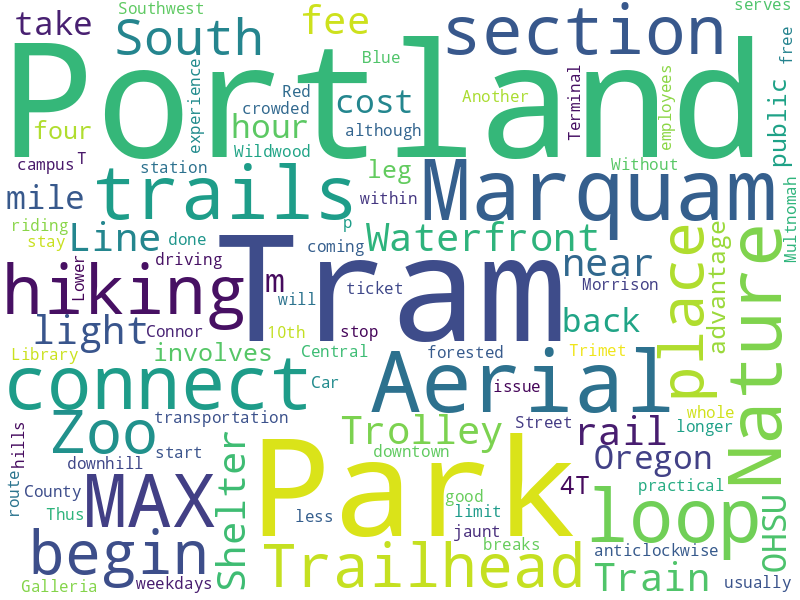 Southwest
serves
take
South
fee
section
Portland
Blue
free
experience
Red
crowded
cost
Another
Terminal
employees
public
four
hour
although
Wildwood
campus
T
station
leg
Without
trails
Marquam
mile
within
Multnomah
riding
stay
Line
done
p
Waterfront
Nature
place
advantage
coming
driving
near
Lower
hiking
Tram
m
ticket
Morrison
will
light
Connor
10th
stop
back
Library
involves
Central
forested
Trimet
connect
Car
Aerial
issue
whole
Zoo
transportation
Trolley
Street
rail
longer
hills
start
downtown
downhill
Shelter
Park
Oregon
route
County
MAX
4T
practical
Thus
less
good
limit
loop
OHSU
jaunt
begin
breaks
anticlockwise
Galleria
weekdays
Trailhead
Train
usually